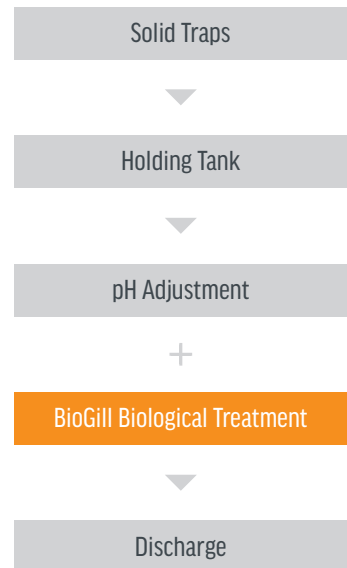 Solid Traps
Holding Tank
pH Adjustment
+
BioGill Biological Treatment
Discharge